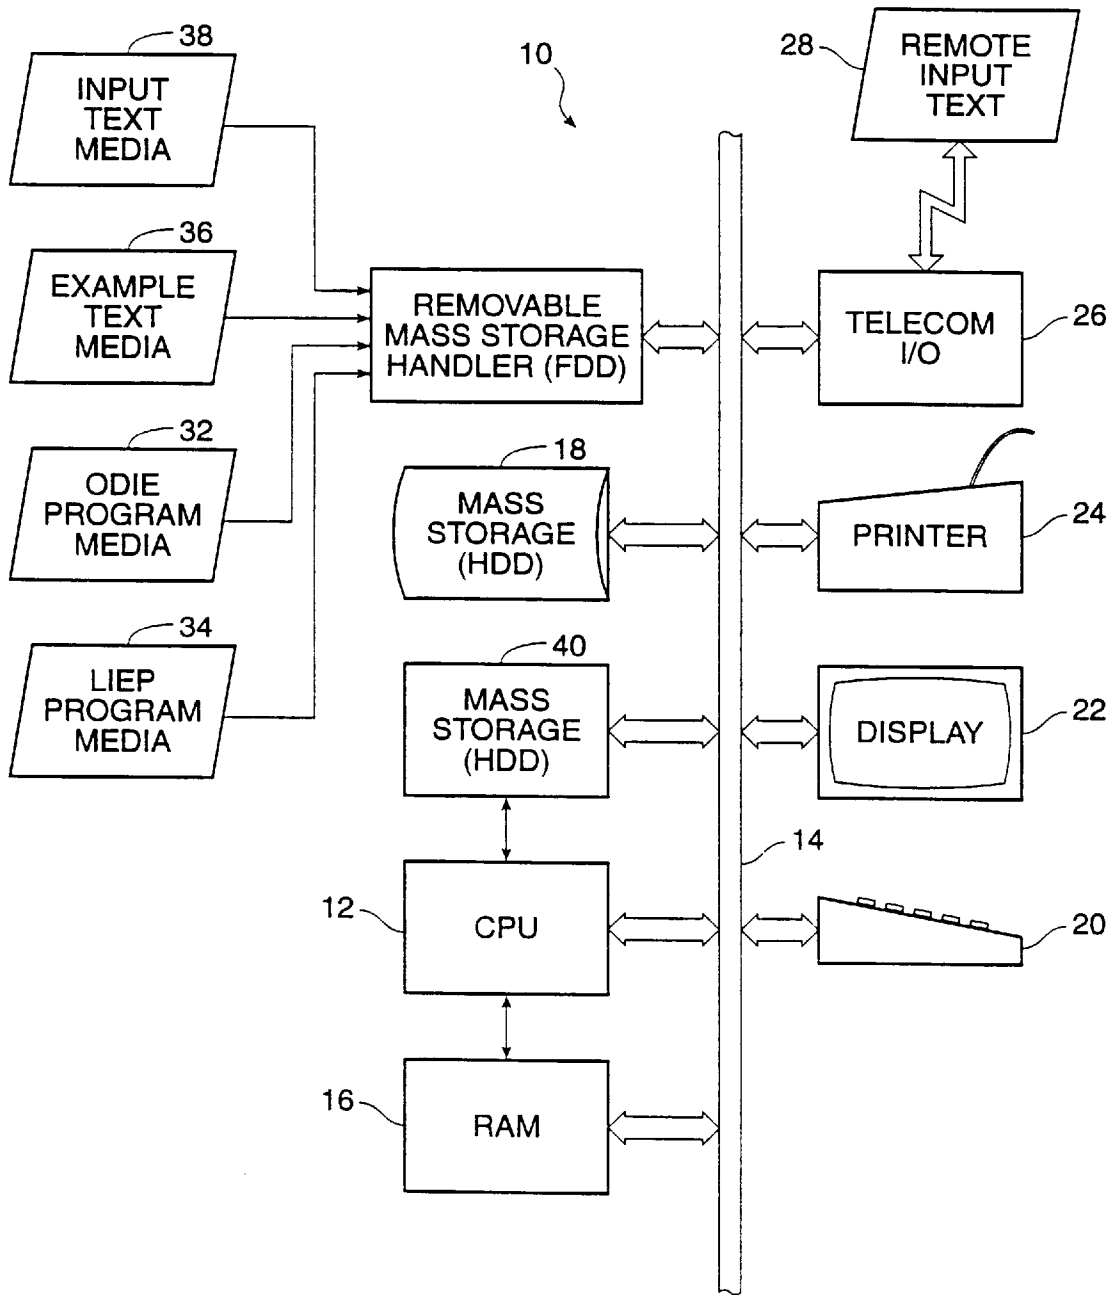 38
INPUT
TEXT
MEDIA
10
28
REMOTE
INPUT
TEXT
36
EXAMPLE
TEXT
MEDIA
REMOVABLE
MASS STORAGE
HANDLER (FDD)
TELECOM
I/O
26
32
ODIE
PROGRAM
MEDIA
18
MASS
STORAGE
(HDD)
PRINTER
24
34
LIEP
PROGRAM
MEDIA
40
MASS
STORAGE
(HDD)
DISPLAY
22
14
12
CPU
20
16
RAM